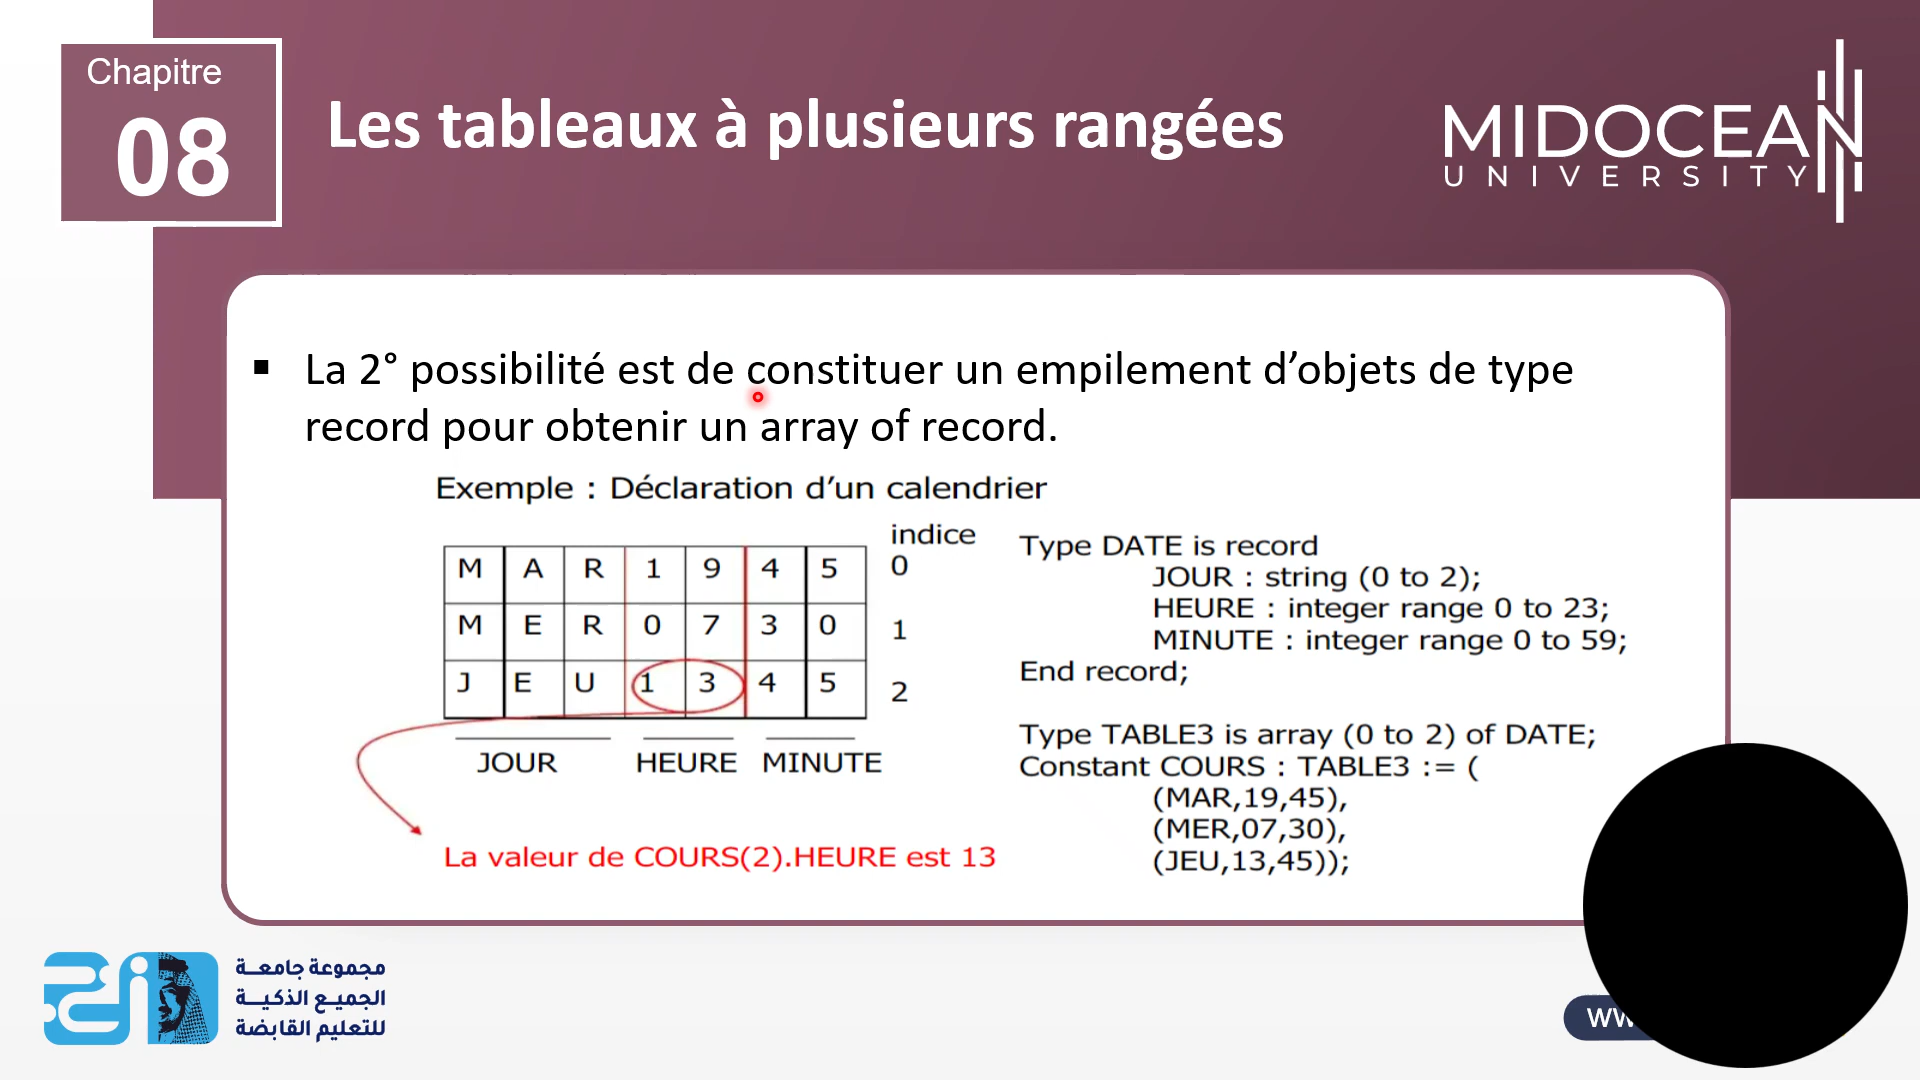 Chapitre
08
Les tableaux à plusieurs rangées
MIDOCEAN
UNIVERSITY
▪ La 2° possibilité est de constituer un empilement d’objets de type
record pour obtenir un array of record.
Exemple : Déclaration d’un calendrier
indice
M A R 1 9 4 5 0
M E R 0 7 3 0 1
J E U 1 3 4 5 2
JOUR HEURE MINUTE
La valeur de COURS(2).HEURE est 13
Type DATE is record
JOUR : string (0 to 2);
HEURE : integer range 0 to 23;
MINUTE : integer range 0 to 59;
End record;
Type TABLE3 is array (0 to 2) of DATE;
Constant COURS : TABLE3 := (
(MAR,19,45),
(MER,07,30),
(JEU,13,45));
مجموعة جامعة
الجميع الذكية
للتعليم القابضة